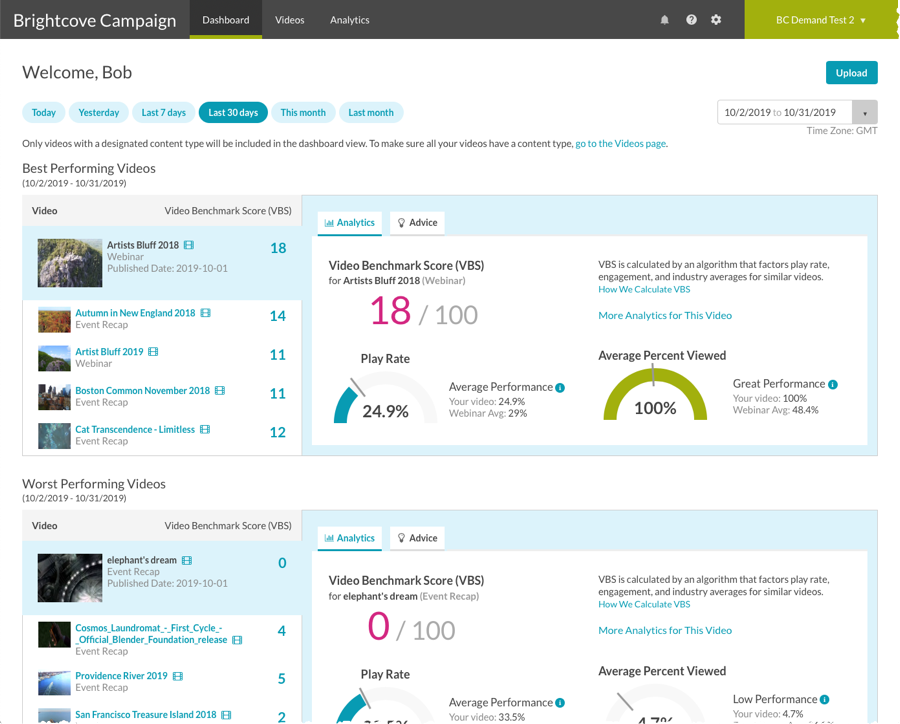 Brightcove Campaign
Dashboard
Videos
Analytics
BC Demand Test 2
Welcome, Bob
Upload
Today
Yesterday
Last 7 days
Last 30 days
This month
Last month
10/2/2019 to 10/31/2019
Time Zone: GMT
Only videos with a designated content type will be included in the dashboard view. To make sure all your videos have a content type, go to the Videos page.
Best Performing Videos
(10/2/2019 - 10/31/2019)
Video
Video Benchmark Score (VBS)
Artists Bluff 2018
18
Webinar
Published Date: 2019-10-01
Autumn in New England 2018
14
Event Recap
Artist Bluff 2019
11
Webinar
Boston Common November 2018
11
Event Recap
Cat Transcendence - Limitless
12
Event Recap
Analytics
Advice
Video Benchmark Score (VBS)
for Artists Bluff 2018 (Webinar)
18 / 100
VBS is calculated by an algorithm that factors play rate,
engagement, and industry averages for similar videos.
How We Calculate VBS
More Analytics for This Video
Play Rate
24.9%
Average Performance
Your video: 24.9%
Webinar Avg: 29%
Average Percent Viewed
100%
Great Performance
Your video: 100%
Webinar Avg: 48.4%
Worst Performing Videos
(10/2/2019 - 10/31/2019)
Video
Video Benchmark Score (VBS)
elephant's dream
0
Event Recap
Published Date: 2019-10-01
Cosmos_Laundromat_-_First_Cycle_-
_Official_Blender_Foundation_release
4
Event Recap
Providence River 2019
5
Event Recap
San Francisco Treasure Island 2018
2
Analytics
Advice
Video Benchmark Score (VBS)
for elephant's dream (Event Recap)
0 / 100
VBS is calculated by an algorithm that factors play rate,
engagement, and industry averages for similar videos.
How We Calculate VBS
More Analytics for This Video
Play Rate
Average Performance
Your video: 33.5%
Average Percent Viewed
4.7%
Low Performance
Your video: 4.7%